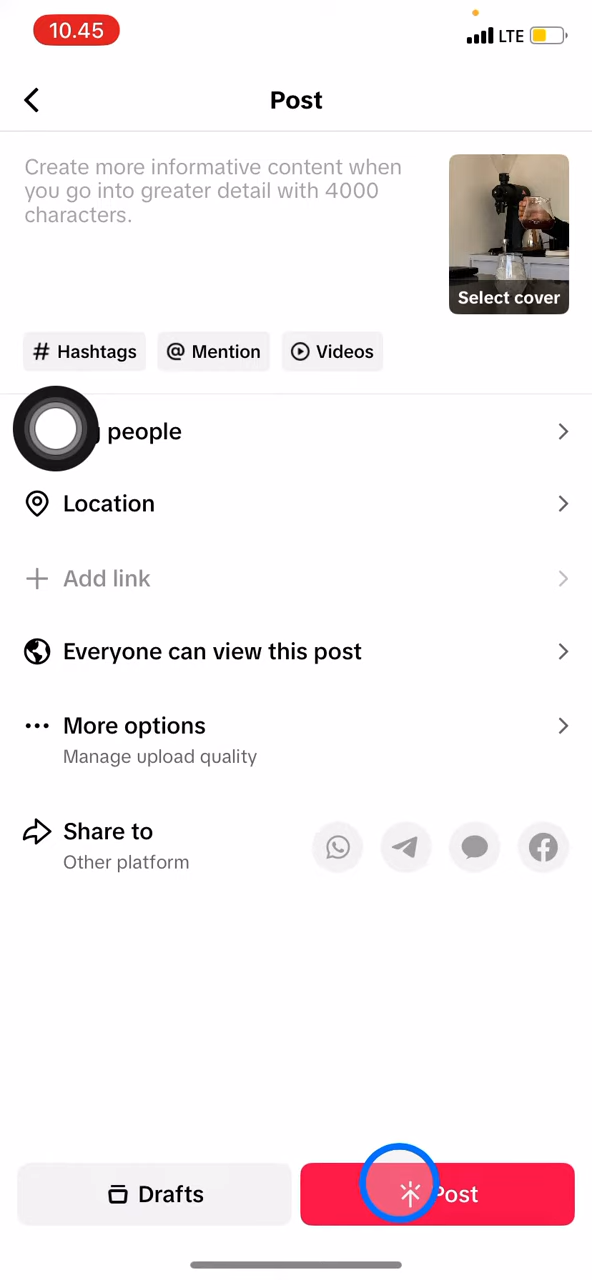 10.45
LTE
Post
Create more informative content when
you go into greater detail with 4000
characters.
Select cover
# Hashtags
@ Mention
Videos
people
Location
+ Add link
Everyone can view this post
More options
Manage upload quality
Share to
Other platform
Drafts
Post